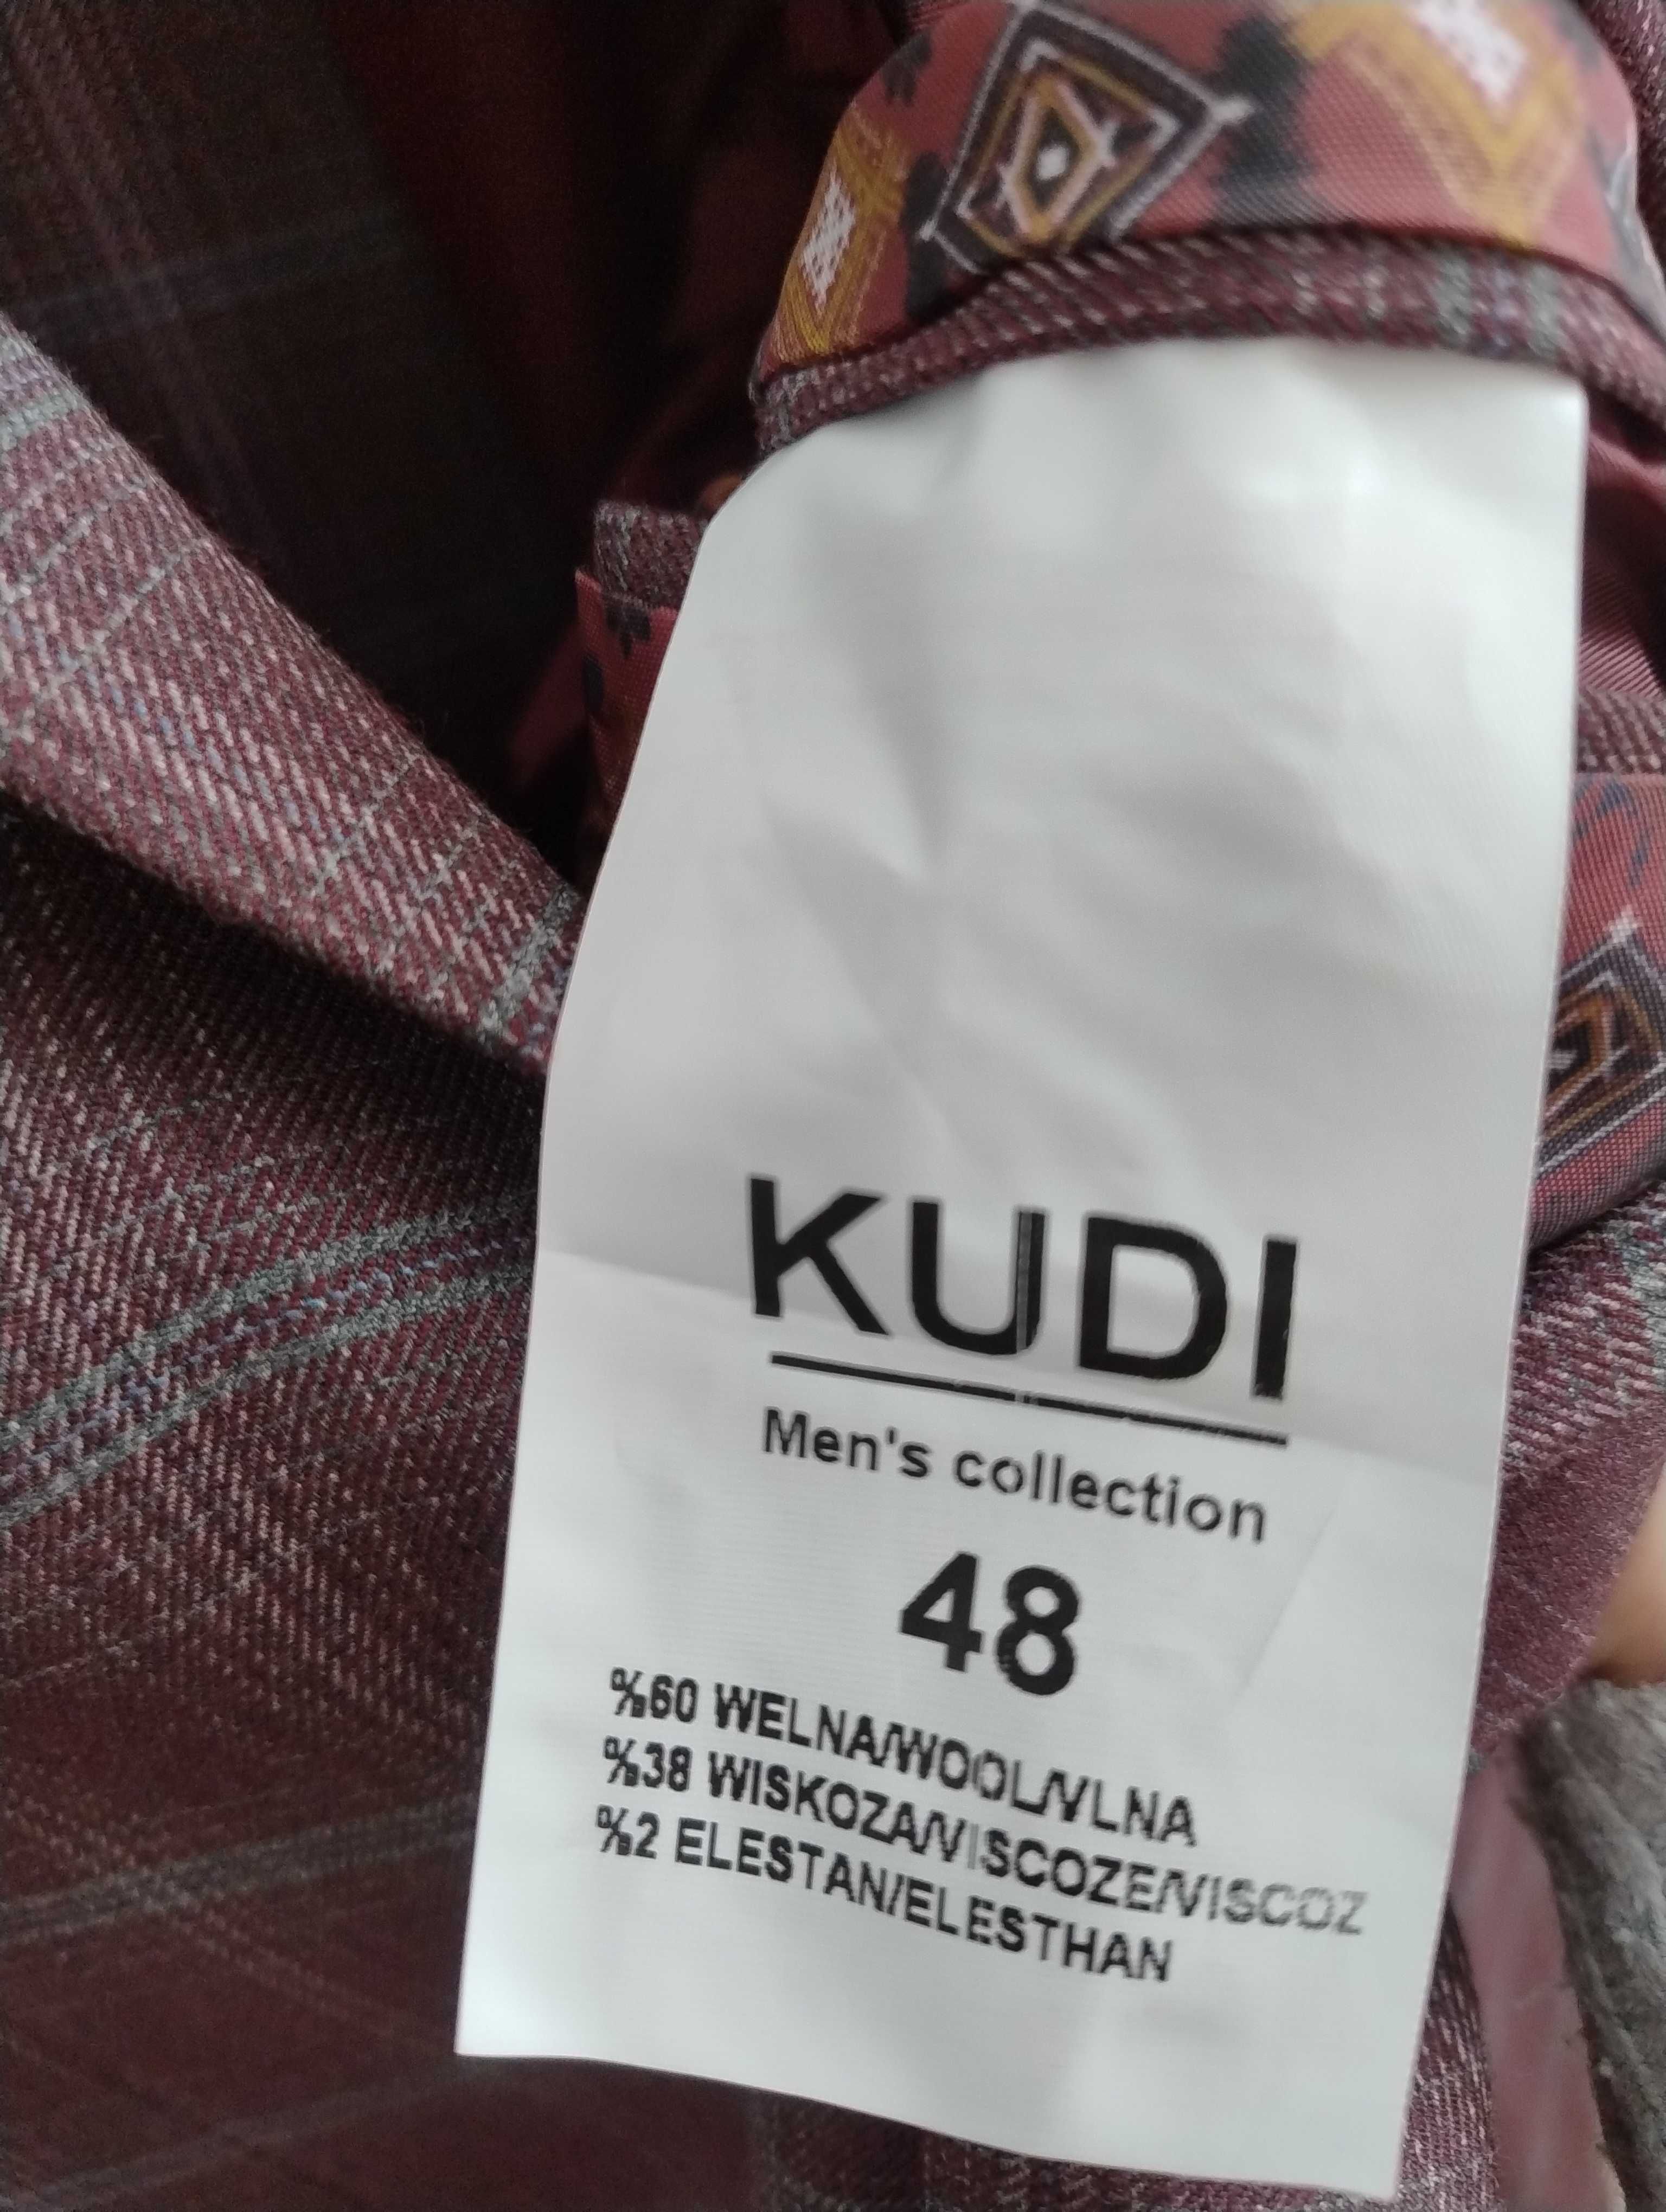 KUDI
Men's collection
48
%60 WELNA/WOOL/VLNA
%38 WISKOZA/VISCOZE/VISCOZ
%2 ELESTAN/ELESTHAN